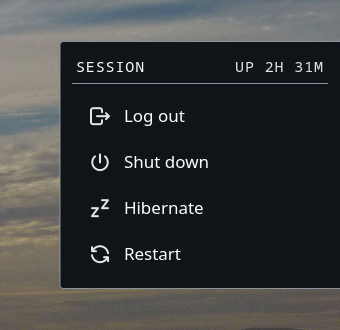 SESSION UP 2H 31M
Log out
Shut down
Hibernate
Restart